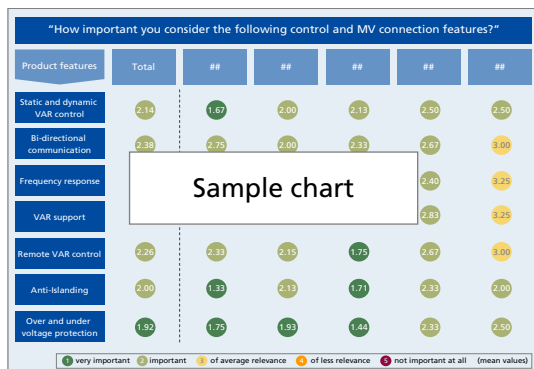 "How important you consider the following control and MV connection features?"
Product features Total ## ## ## ## ##
Static and dynamic
VAR control
2.14 1.67 2.00 2.13 2.50 2.50
Bi-directional
communication
2.38 2.75 2.00 2.33 2.67 3.00
Frequency response 2.40 3.25
Sample chart
VAR support 2.83 3.25
Remote VAR control 2.26 2.33 2.15 1.75 2.67 3.00
Anti-Islanding 2.00 1.33 2.13 1.71 2.33 2.00
Over and under
voltage protection
1.92 1.75 1.93 1.44 2.33 2.50
1 very important 2 important 3 of average relevance 4 of less relevance 5 not important at all (mean values)